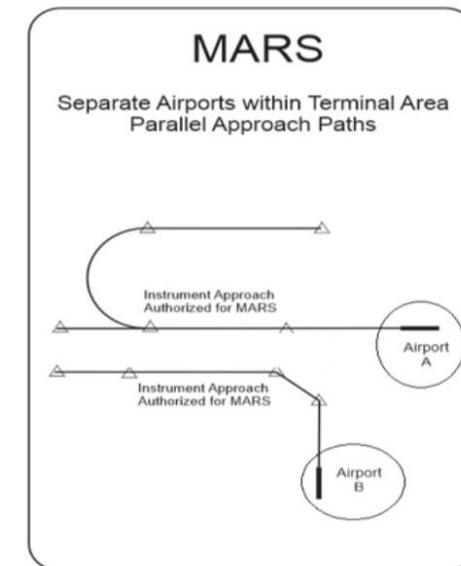 MARS
Separate Airports within Terminal Area
Parallel Approach Paths
Instrument Approach
Authorized for MARS
Airport
A
Instrument Approach
Authorized for MARS
Airport
B